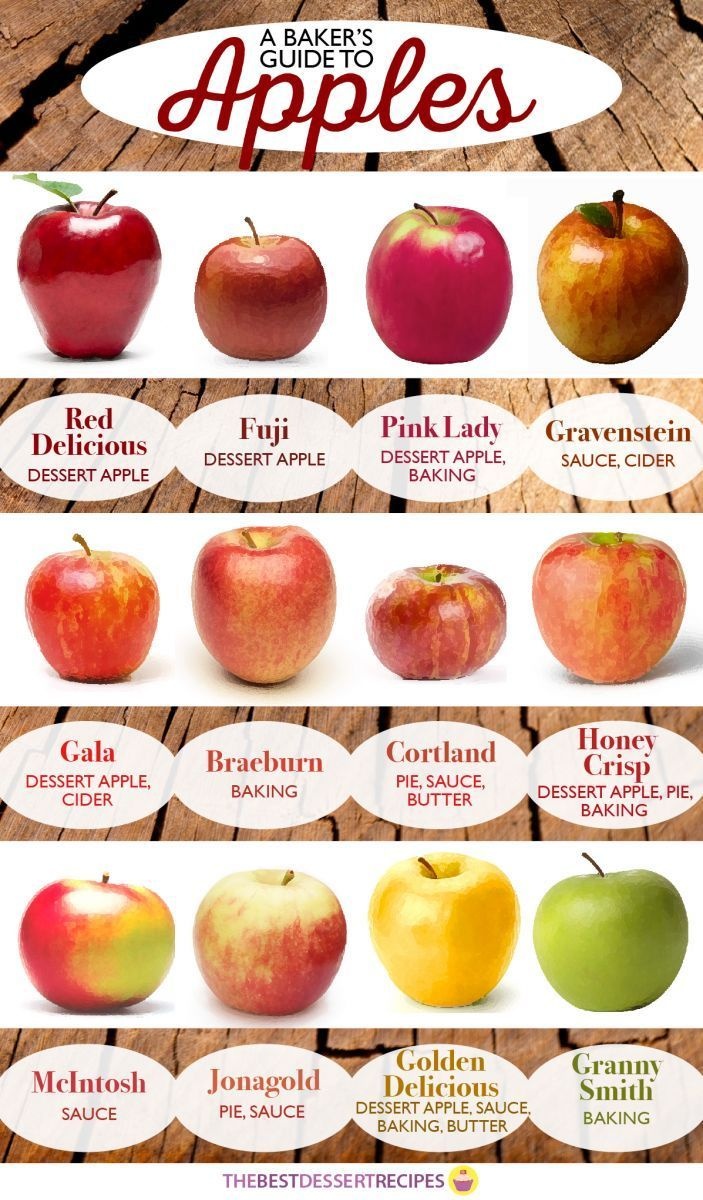 A BAKER'S
GUIDE TO
Apples
Red
Delicious
DESSERT APPLE
Fuji
DESSERT APPLE
Pink Lady
DESSERT APPLE,
BAKING
Gravenstein
SAUCE, CIDER
Gala
DESSERT APPLE,
CIDER
Braeburn
BAKING
Cortland
PIE, SAUCE,
BUTTER
Honey
Crisp
DESSERT APPLE, PIE,
BAKING
McIntosh
SAUCE
Jonagold
PIE, SAUCE
Golden
Delicious
DESSERT APPLE, SAUCE,
BAKING, BUTTER
Granny
Smith
BAKING
THEBESTDESSERTRECIPES